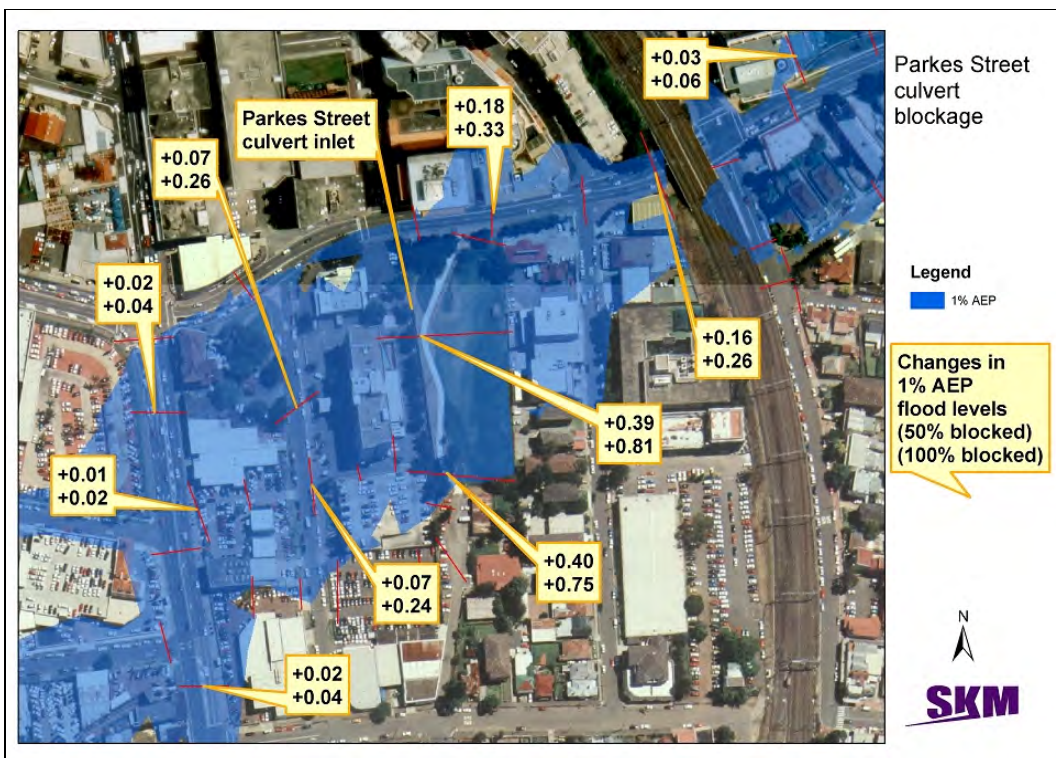 Parkes Street
culvert
blockage
+0.03
+0.06
+0.18
+0.33
Parkes Street
culvert inlet
+0.07
+0.26
+0.02
+0.04
Legend
1% AEP
+0.16
+0.26
Changes in
1% AEP
flood levels
(50% blocked)
(100% blocked)
+0.39
+0.81
+0.01
+0.02
+0.40
+0.75
+0.07
+0.24
N
+0.02
+0.04
SKM